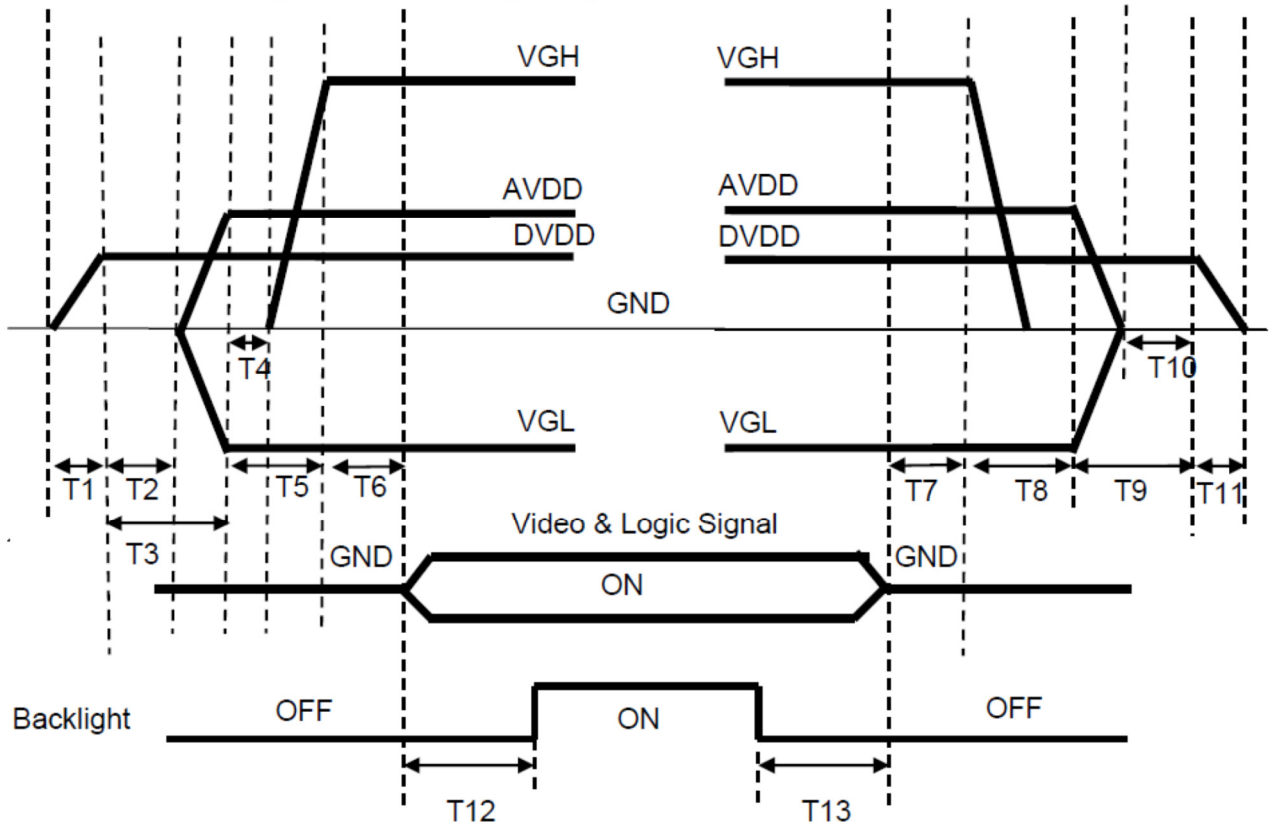 VGH VGH
AVDD AVDD
DVDD DVDD
GND
T4 T10
VGL VGL
T1 T2 T5 T6 T7 T8 T9 T11
Video & Logic Signal
T3
GND GND
ON
Backlight OFF ON OFF
T12 T13